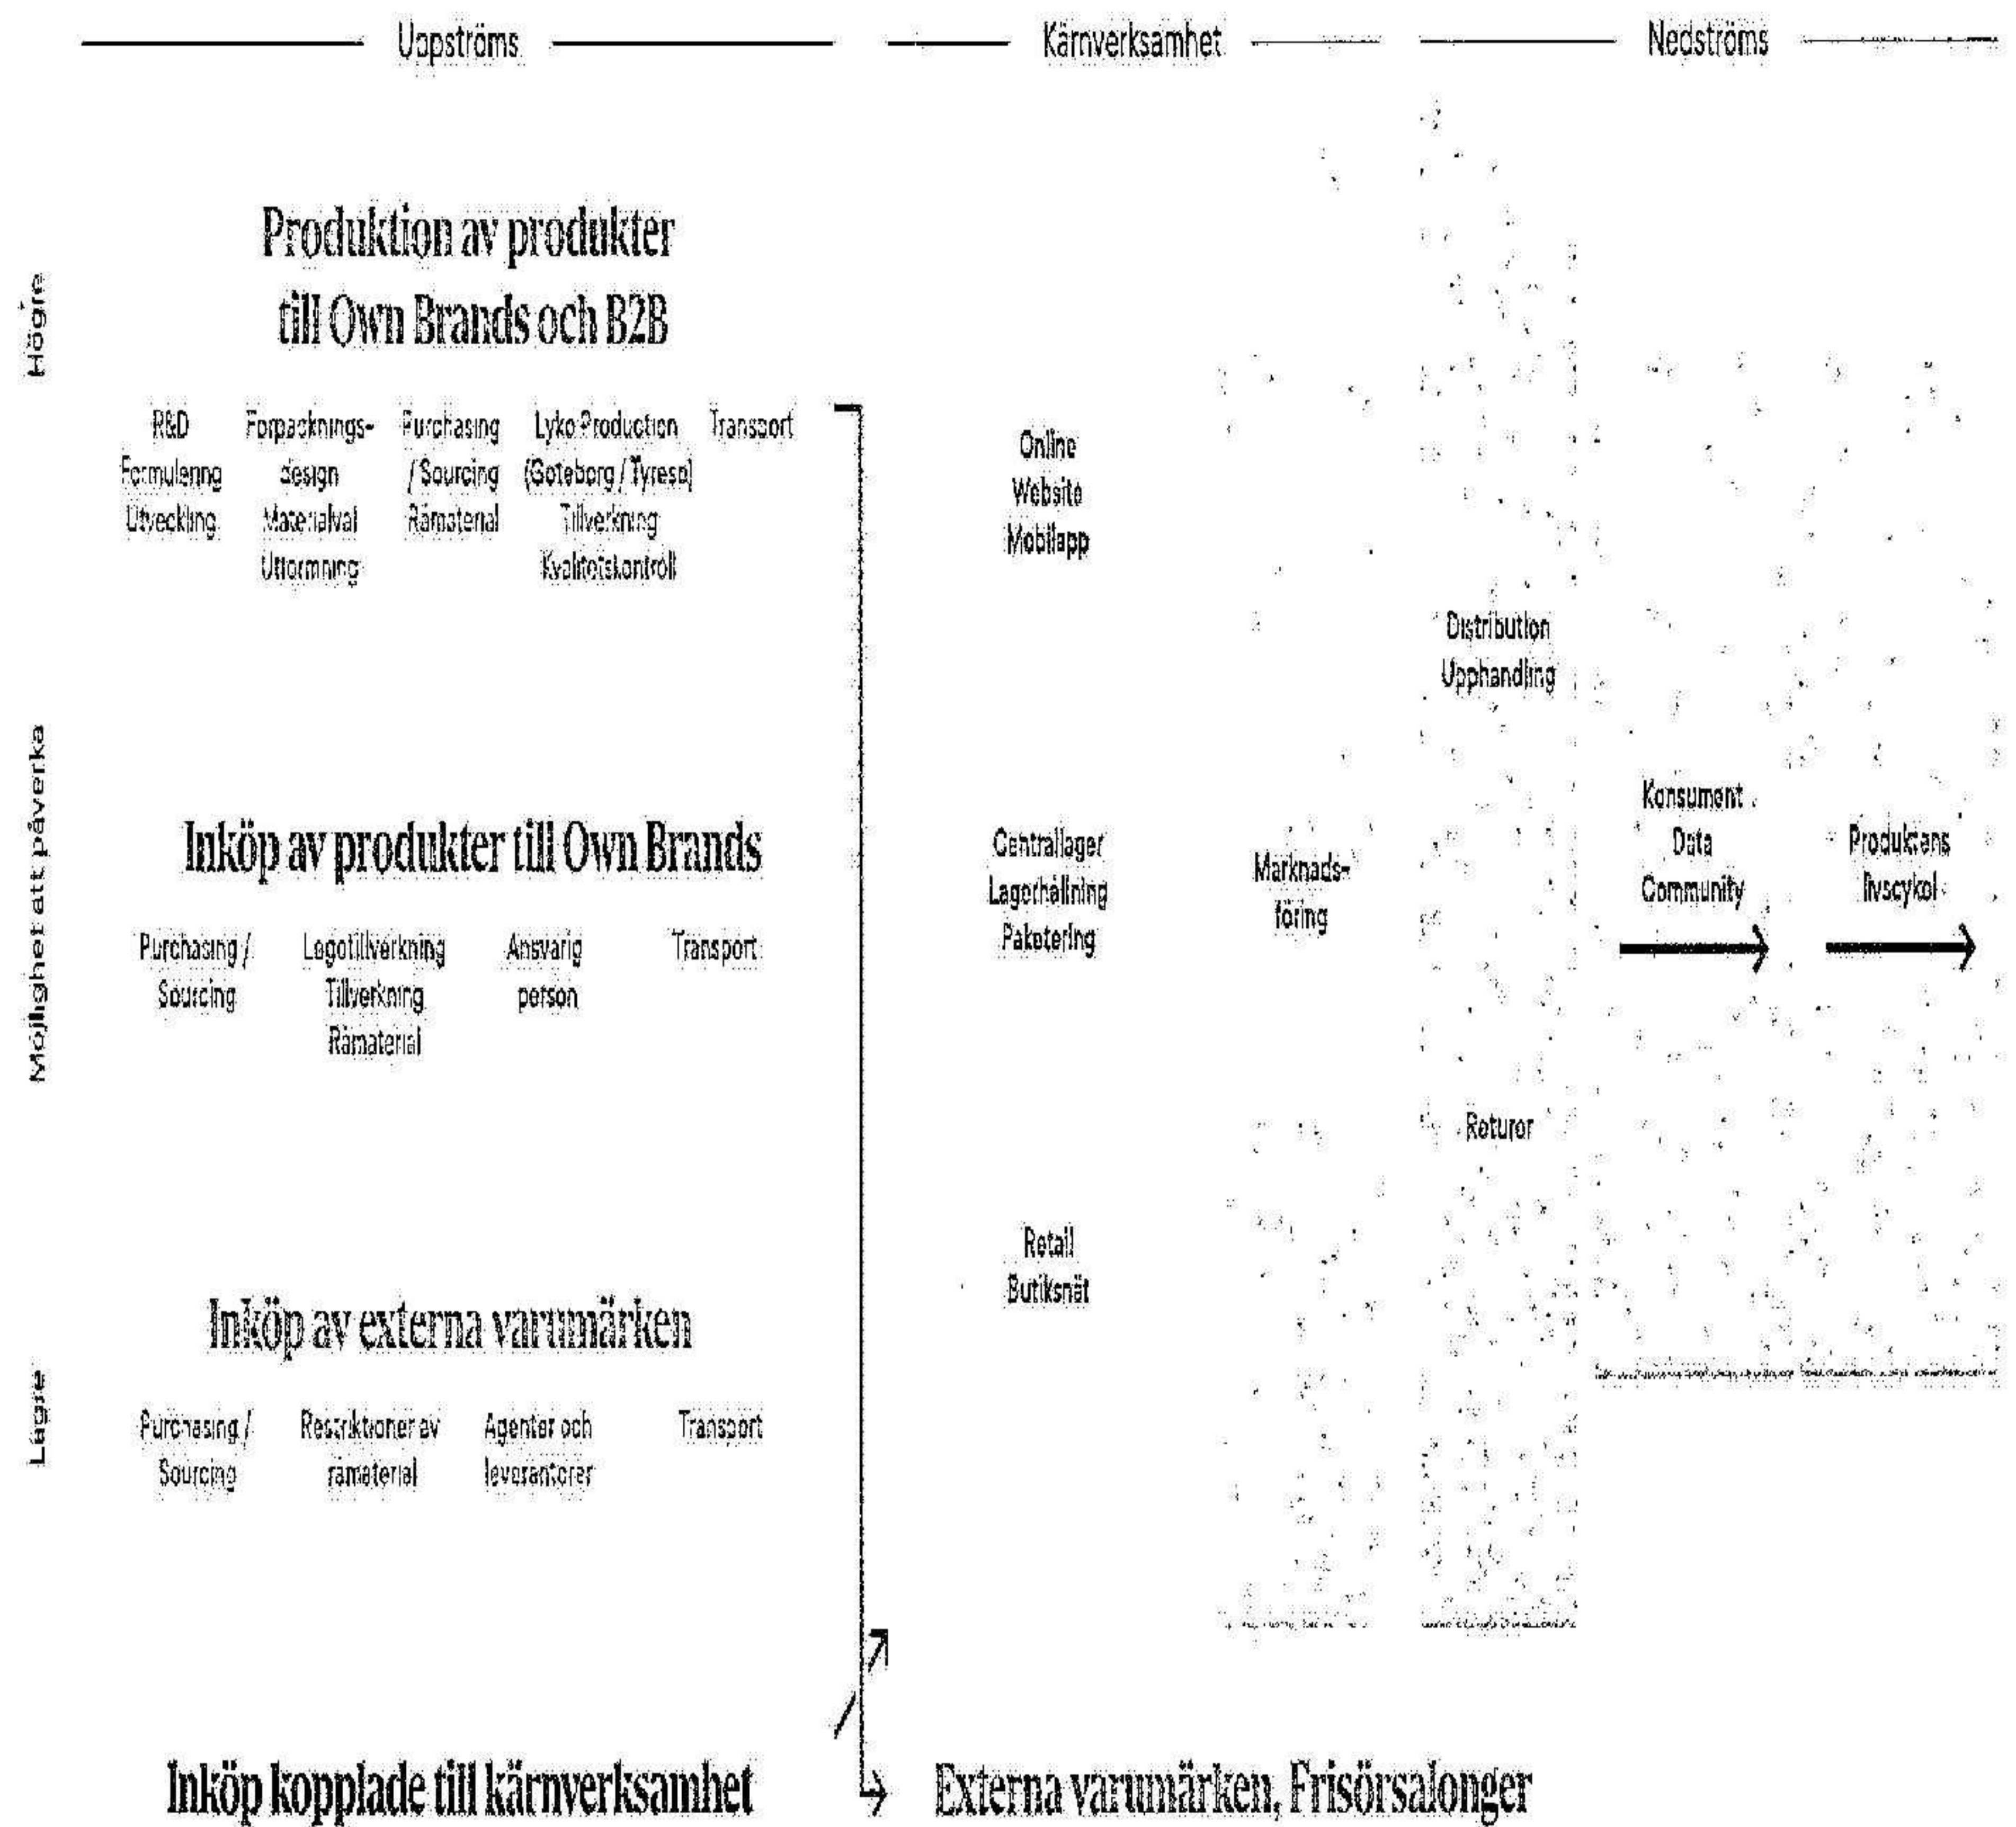 Uppströms
Kärnverksamhet
Nedströms
Högre
Möjlighet att påverka
Lägre
Produktion av produkter
till Own Brands och B2B
R&D
Formulering
Utveckling
Förpacknings-
design
Materialval
Utformning
Purchasing
/ Sourcing
Råmaterial
Lyko Production
(Göteborg / Tyresö)
Tillverkning
Kvalitetskontroll
Transport
Inköp av produkter till Own Brands
Purchasing /
Sourcing
Legotillverkning
Tillverkning
Råmaterial
Ansvarig
person
Transport
Inköp av externa varumärken
Purchasing /
Sourcing
Restriktioner av
råmaterial
Agenter och
leverantörer
Transport
Inköp kopplade till kärnverksamhet
Online
Website
Mobilapp
Centrallager
Lagerhållning
Paketering
Retail
Butiksnät
Marknads-
föring
Distribution
Upphandling
Returer
Konsument
Data
Community
Produktens
livscykel
Externa varumärken, Frisörsalonger